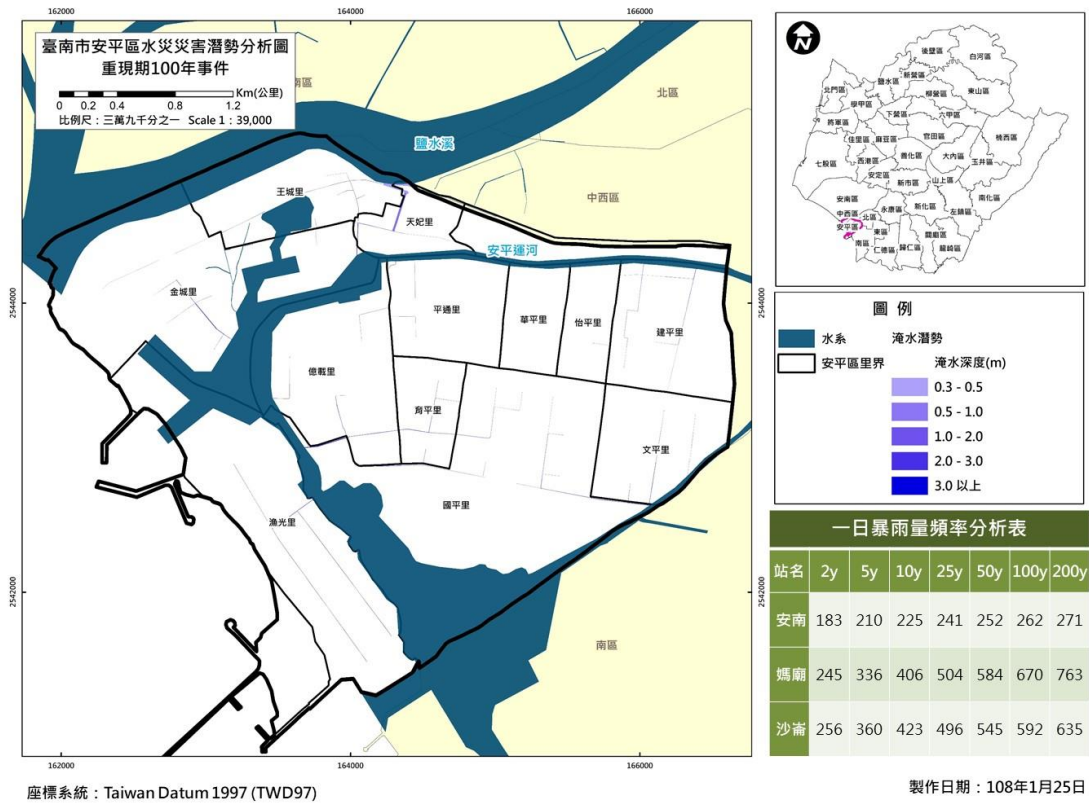 162000
164000
166000
臺南市安平區水災災害潛勢分析圖
重現期100年事件
Km(公里)
0 0.2 0.4 0.8 1.2
比例尺：三萬九千分之一 Scale 1：39,000
南區
北區
中西區
鹽水溪
王城里
天妃里
安平運河
金城里
平通里
華平里
怡平里
建平里
億載里
育平里
文平里
國平里
漁光里
南區
2544000
2542000
2544000
2542000
162000
164000
166000
座標系統：Taiwan Datum 1997 (TWD97)
N
白河區
後壁區
新營區
鹽水區
北門區
柳營區
東山區
學甲區
下營區
六甲區
將軍區
官田區
楠西區
佳里區
麻豆區
七股區
西港區
善化區
大內區
玉井區
安定區
山上區
新市區
南化區
安南區
新化區
左鎮區
中西區
北區
永康區
安平區
東區
關廟區
南區
仁德區
歸仁區
龍崎區
圖 例
水系
淹水潛勢
安平區里界
淹水深度(m)
0.3 - 0.5
0.5 - 1.0
1.0 - 2.0
2.0 - 3.0
3.0 以上
一日暴雨量頻率分析表
站名 2y 5y 10y 25y 50y 100y 200y
安南 183 210 225 241 252 262 271
媽廟 245 336 406 504 584 670 763
沙崙 256 360 423 496 545 592 635
製作日期：108年1月25日